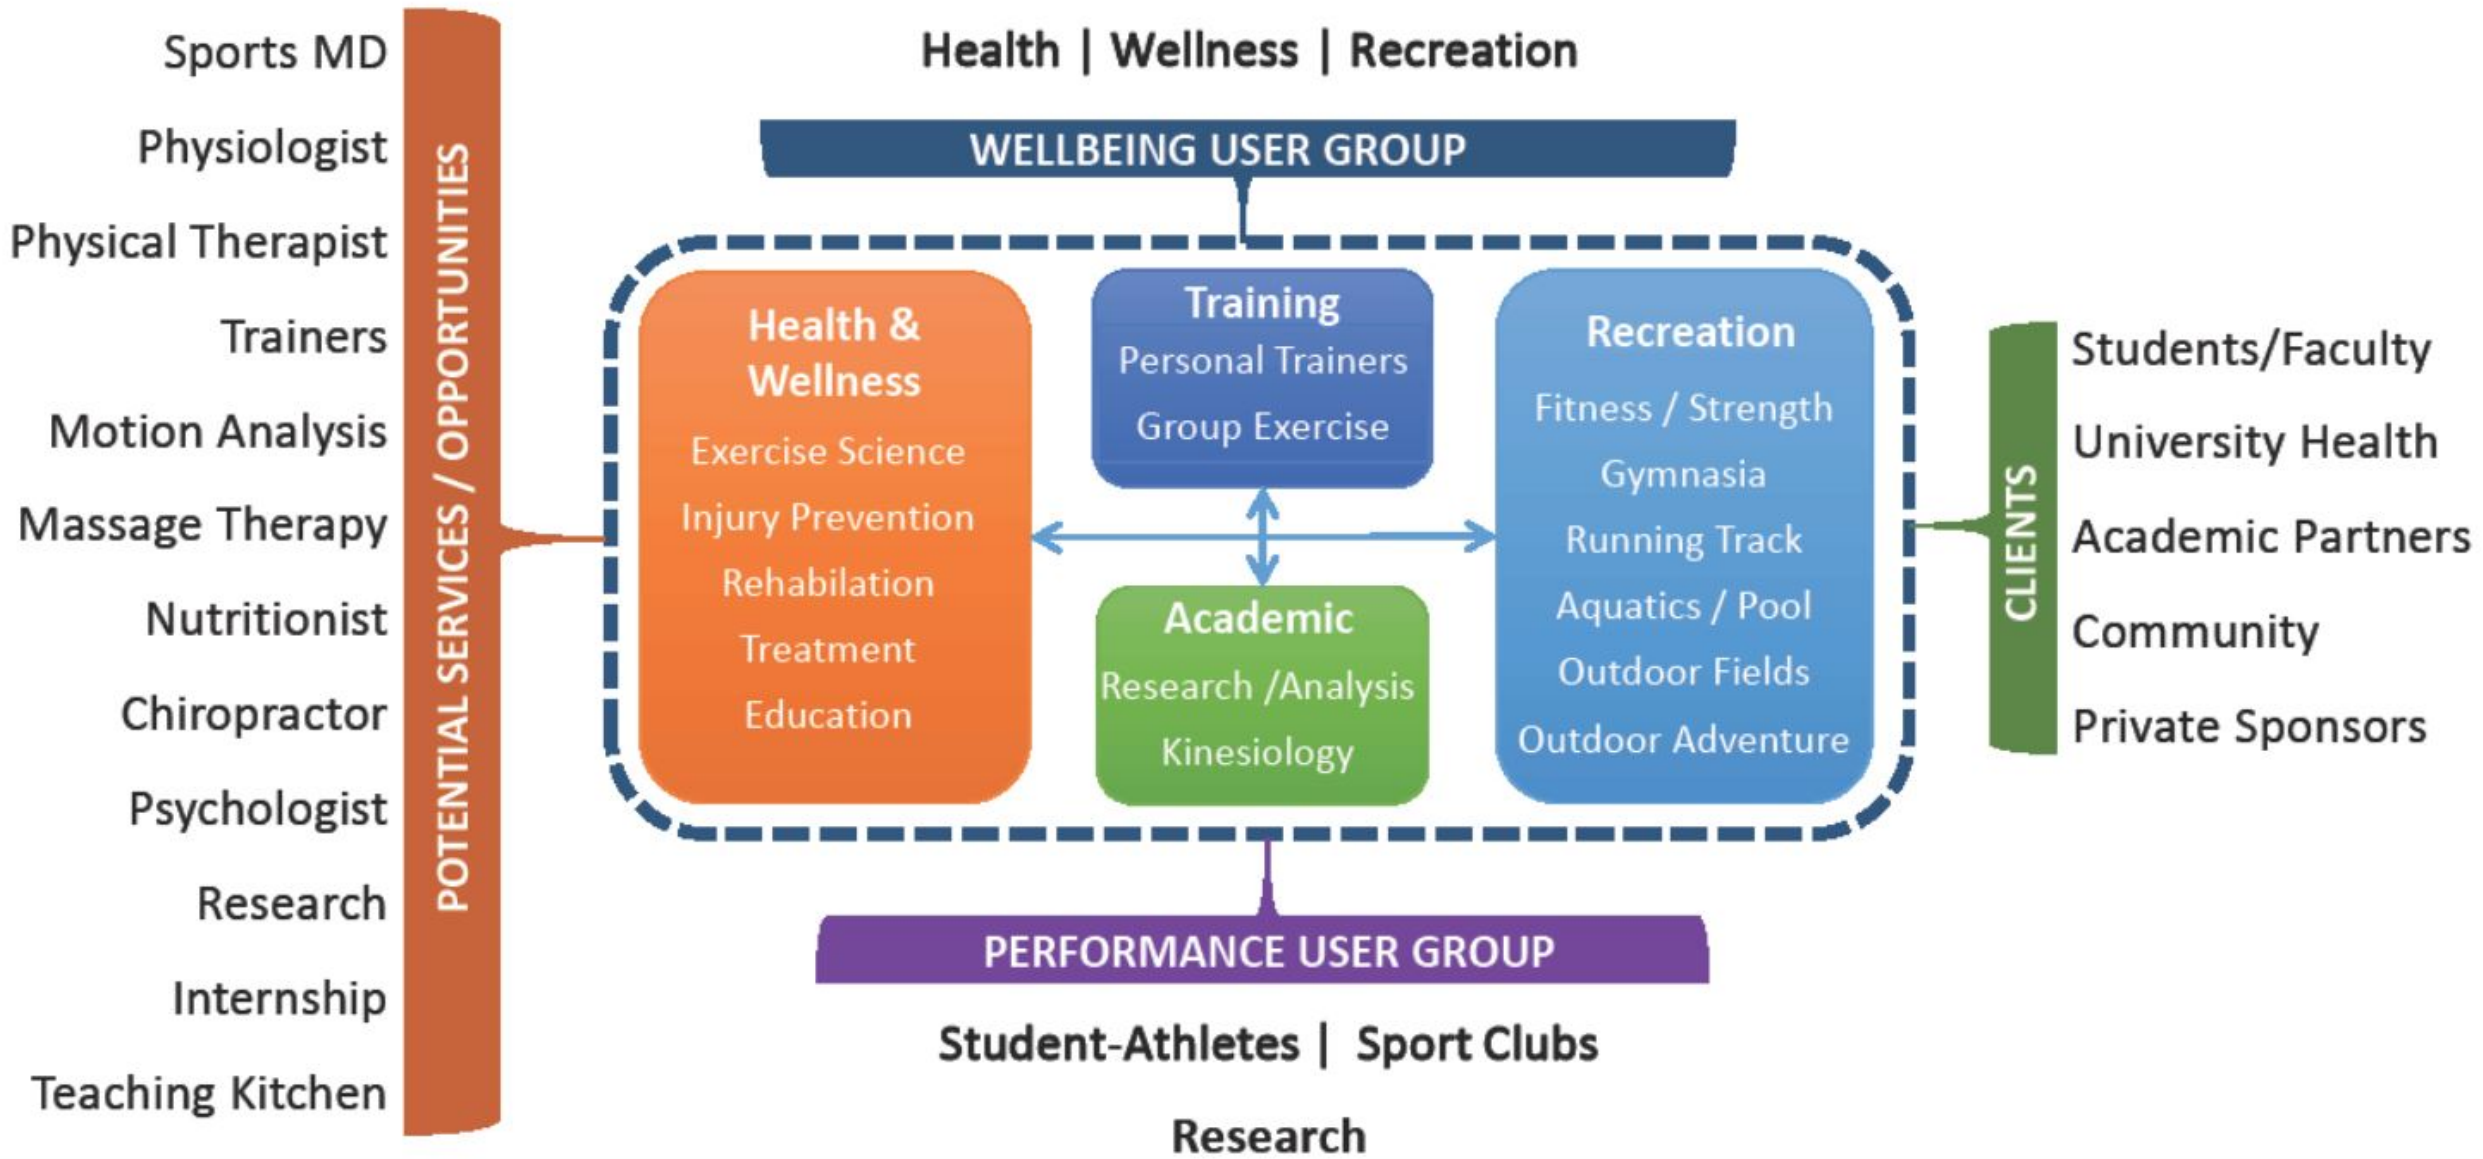 Sports MD
Physiologist
Physical Therapist
Trainers
Motion Analysis
Massage Therapy
Nutritionist
Chiropractor
Psychologist
Research
Internship
Teaching Kitchen
POTENTIAL SERVICES / OPPORTUNITIES
Health | Wellness | Recreation
WELLBEING USER GROUP
Health &
Wellness
Exercise Science
Injury Prevention
Rehabilation
Treatment
Education
Training
Personal Trainers
Group Exercise
Academic
Research /Analysis
Kinesiology
Recreation
Fitness / Strength
Gymnasia
Running Track
Aquatics / Pool
Outdoor Fields
Outdoor Adventure
PERFORMANCE USER GROUP
Student-Athletes | Sport Clubs
Research
CLIENTS
Students/Faculty
University Health
Academic Partners
Community
Private Sponsors